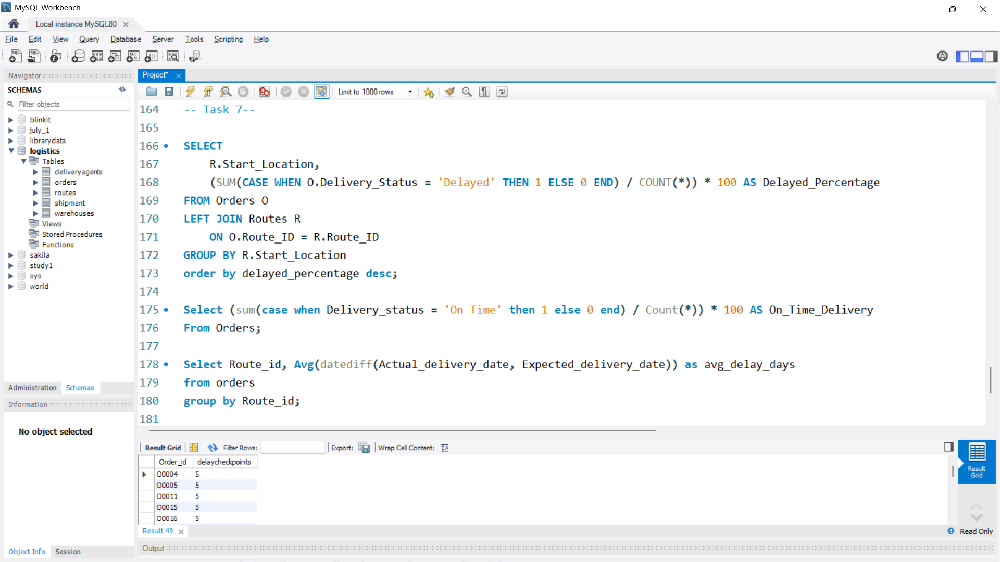 MySQL Workbench
Local instance MySQL80
File Edit View Query Database Server Tools Scripting Help
Navigator
SCHEMAS
Filter objects
blinkit
july_1
librarydata
logistics
Tables
deliveryagents
orders
routes
shipment
warehouses
Views
Stored Procedures
Functions
sakila
study1
sys
world
Administration Schemas
Information
No object selected
Object Info Session
Project*
Limit to 1000 rows
164 -- Task 7--
165
166 SELECT
167 R.Start_Location,
168 (SUM(CASE WHEN O.Delivery_Status = 'Delayed' THEN 1 ELSE 0 END) / COUNT(*)) * 100 AS Delayed_Percentage
169 FROM Orders O
170 LEFT JOIN Routes R
171 ON O.Route_ID = R.Route_ID
172 GROUP BY R.Start_Location
173 order by delayed_percentage desc;
174
175 Select (sum(case when Delivery_status = 'On Time' then 1 else 0 end) / Count(*)) * 100 AS On_Time_Delivery
176 From Orders;
177
178 Select Route_id, Avg(datediff(Actual_delivery_date, Expected_delivery_date)) as avg_delay_days
179 from orders
180 group by Route_id;
181
Result Grid Filter Rows: Export: Wrap Cell Content:
Order_id delaycheckpoints
O0004 5
O0005 5
O0011 5
O0015 5
O0016 5
Result Grid
Result 49
Read Only
Output